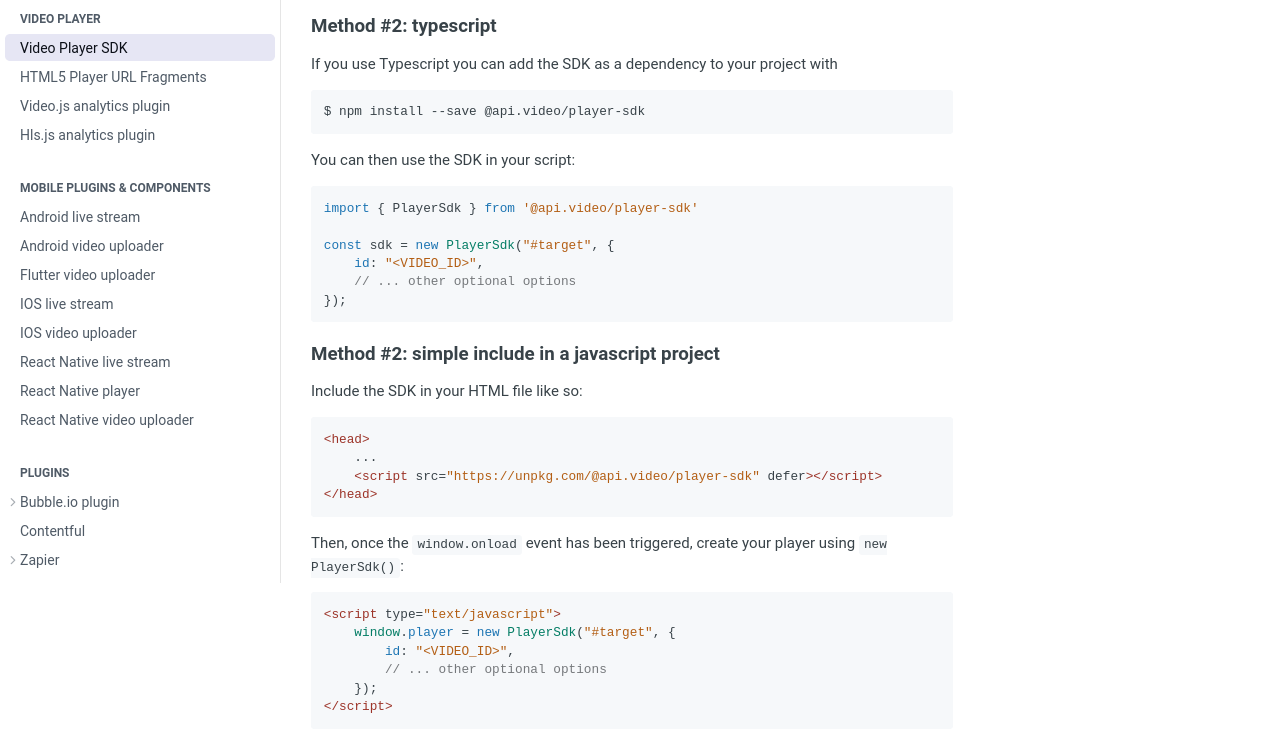 VIDEO PLAYER
Video Player SDK
HTML5 Player URL Fragments
Video.js analytics plugin
Hls.js analytics plugin
MOBILE PLUGINS & COMPONENTS
Android live stream
Android video uploader
Flutter video uploader
IOS live stream
IOS video uploader
React Native live stream
React Native player
React Native video uploader
PLUGINS
Bubble.io plugin
Contentful
Zapier
Method #2: typescript
If you use Typescript you can add the SDK as a dependency to your project with
$ npm install --save @api.video/player-sdk
You can then use the SDK in your script:
import { PlayerSdk } from '@api.video/player-sdk'
const sdk = new PlayerSdk("#target", {
    id: "<VIDEO_ID>",
    // ... other optional options
});
Method #2: simple include in a javascript project
Include the SDK in your HTML file like so:
<head>
    ...
    <script src="https://unpkg.com/@api.video/player-sdk" defer></script>
</head>
Then, once the window.onload event has been triggered, create your player using new
PlayerSdk() :
<script type="text/javascript">
    window.player = new PlayerSdk("#target", {
        id: "<VIDEO_ID>",
        // ... other optional options
    });
</script>